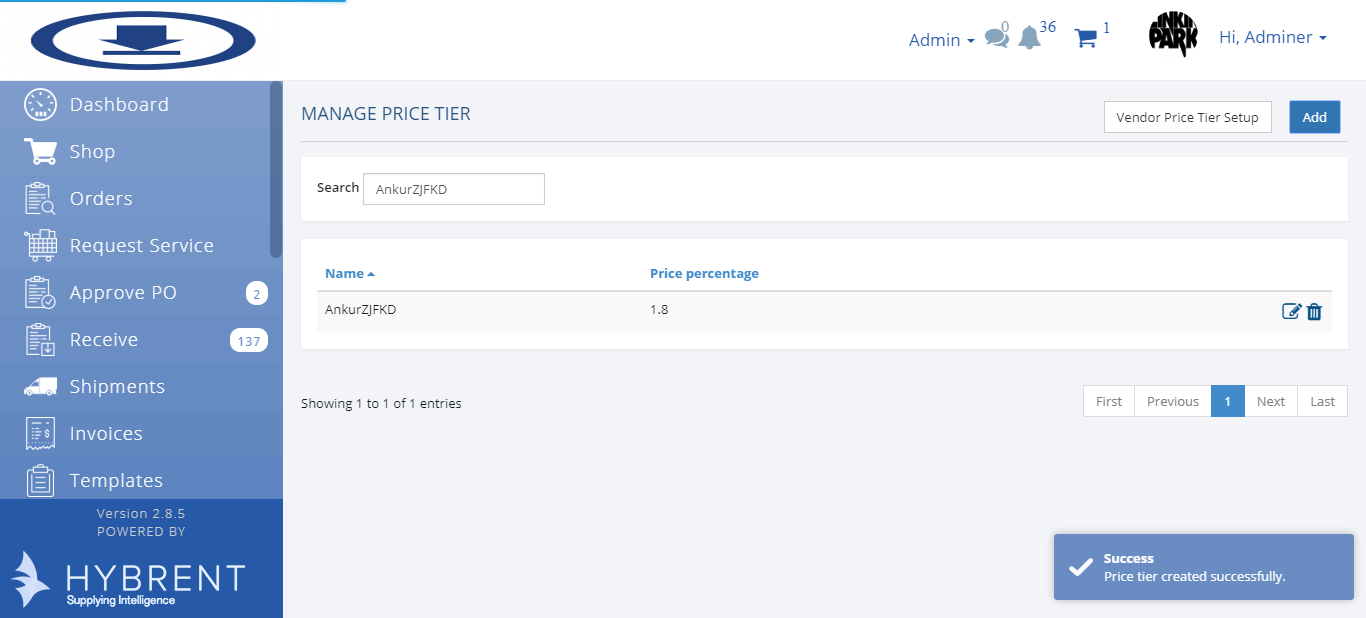 Admin
0
36
1
LINKIN
PARK
Hi, Adminer
Dashboard
Shop
Orders
Request Service
Approve PO 2
Receive 137
Shipments
Invoices
Templates
Version 2.8.5
POWERED BY
HYBRENT
Supplying Intelligence
MANAGE PRICE TIER
Vendor Price Tier Setup
Add
Search AnkurZJFKD
Name Price percentage
AnkurZJFKD 1.8
Showing 1 to 1 of 1 entries
First Previous 1 Next Last
Success
Price tier created successfully.